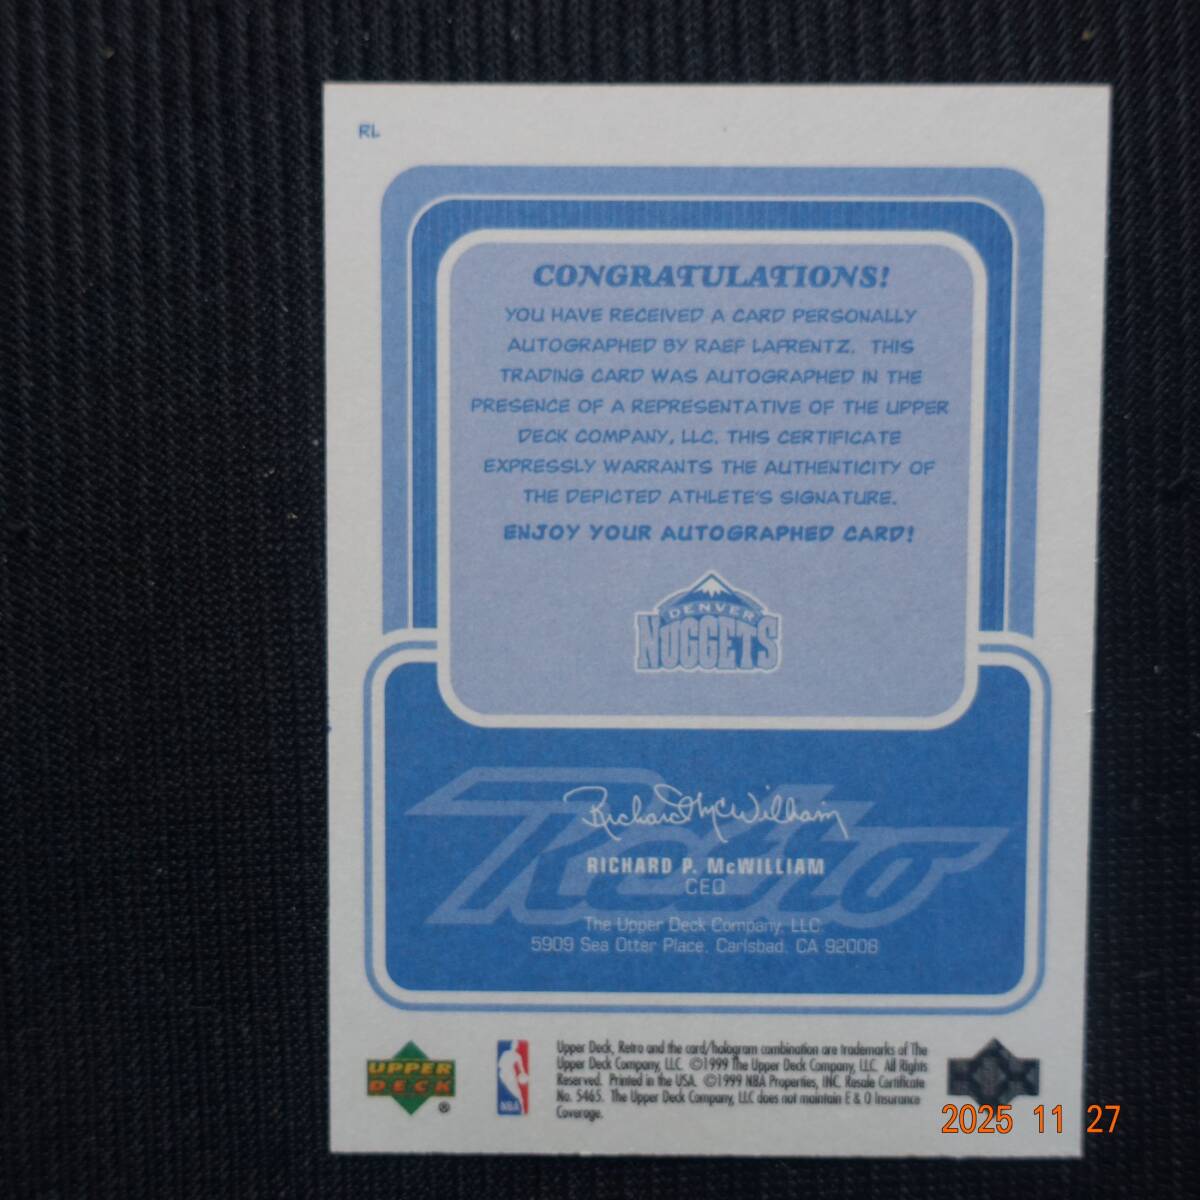 RL
CONGRATULATIONS!
YOU HAVE RECEIVED A CARD PERSONALLY
AUTOGRAPHED BY RAEF LAFRENTZ. THIS
TRADING CARD WAS AUTOGRAPHED IN THE
PRESENCE OF A REPRESENTATIVE OF THE UPPER
DECK COMPANY, LLC. THIS CERTIFICATE
EXPRESSLY WARRANTS THE AUTHENTICITY OF
THE DEPICTED ATHLETE'S SIGNATURE.
ENJOY YOUR AUTOGRAPHED CARD!
DENVER
NUGGETS
Retro
Richard McWilliam
RICHARD P. McWILLIAM
CEO
The Upper Deck Company, LLC
5909 Sea Otter Place, Carlsbad, CA 92008
UPPER
DECK
®
NBA
Upper Deck, Retro and the card/hologram combination are trademarks of The
Upper Deck Company, LLC. ©1999 The Upper Deck Company, LLC. All Rights
Reserved. Printed in the USA. ©1999 NBA Properties, INC. Resale Certificate
No. 5465. The Upper Deck Company, LLC does not maintain E & O Insurance
Coverage.
2025 11 27